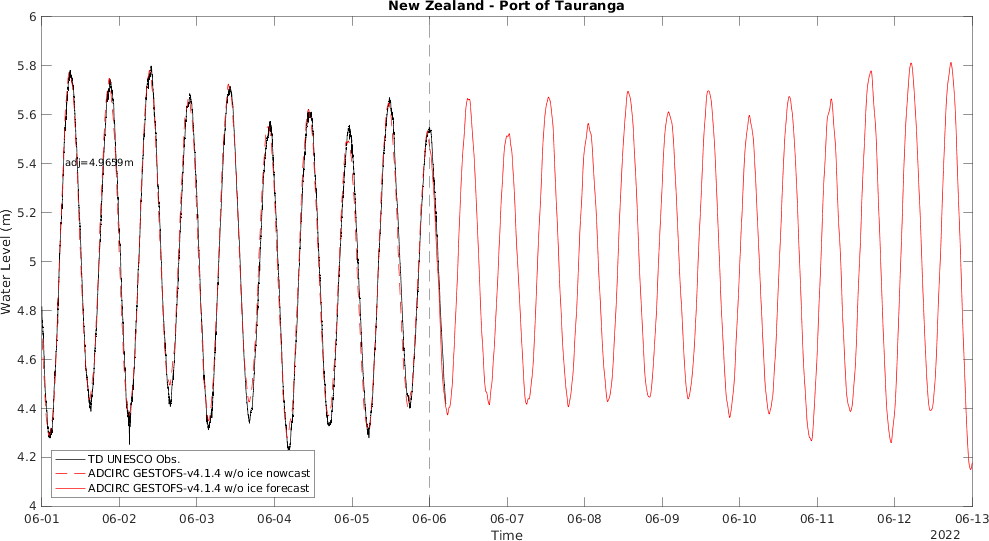 New Zealand - Port of Tauranga
6
5.8
5.6
5.4
5.2
5
4.8
4.6
4.4
4.2
4
Water Level (m)
adj=4.9659m
TD UNESCO Obs.
ADCIRC GESTOFS-v4.1.4 w/o ice nowcast
ADCIRC GESTOFS-v4.1.4 w/o ice forecast
06-01 06-02 06-03 06-04 06-05 06-06 06-07 06-08 06-09 06-10 06-11 06-12 06-13
Time
2022